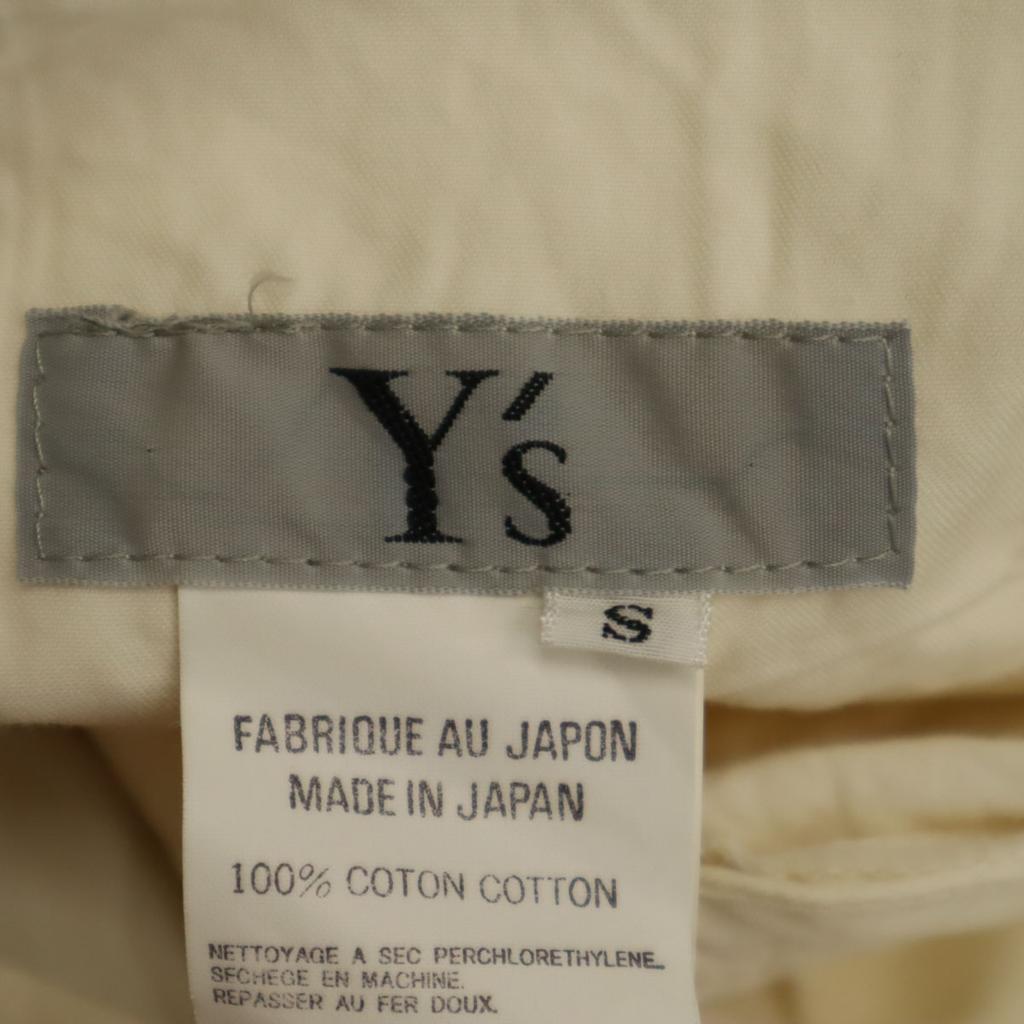 Y's
S
FABRIQUE AU JAPON
MADE IN JAPAN
100% COTON COTTON
NETTOYAGE A SEC PERCHLORETHYLENE.
SECHEGE EN MACHINE.
REPASSER AU FER DOUX.